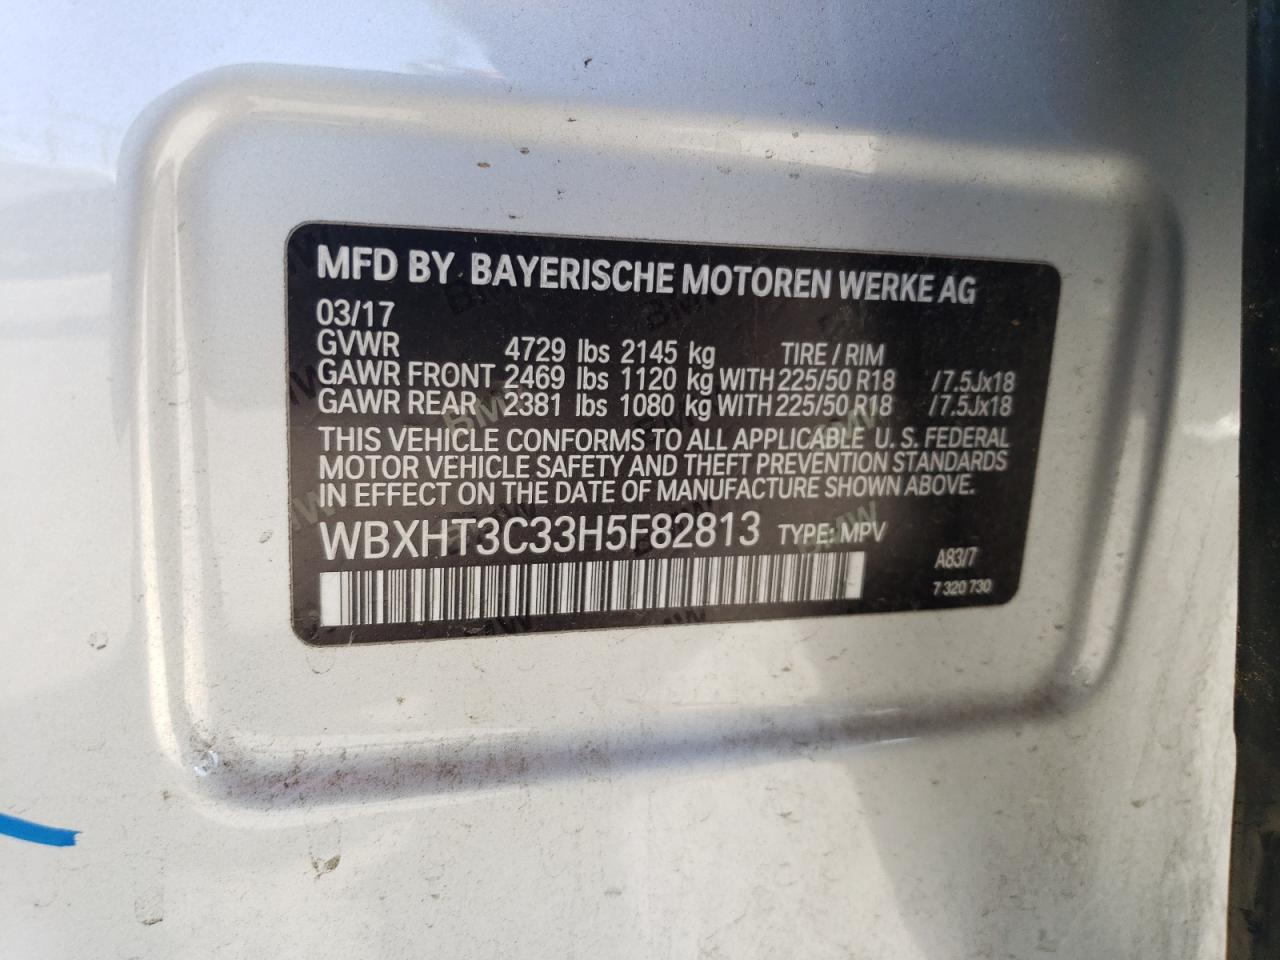 MFD BY BAYERISCHE MOTOREN WERKE AG
03/17
GVWR 4729 lbs 2145 kg TIRE / RIM
GAWR FRONT 2469 lbs 1120 kg WITH 225/50 R18 /7.5Jx18
GAWR REAR 2381 lbs 1080 kg WITH 225/50 R18 /7.5Jx18
THIS VEHICLE CONFORMS TO ALL APPLICABLE U. S. FEDERAL
MOTOR VEHICLE SAFETY AND THEFT PREVENTION STANDARDS
IN EFFECT ON THE DATE OF MANUFACTURE SHOWN ABOVE.
WBXHT3C33H5F82813 TYPE: MPV
A83/7
7 320 730